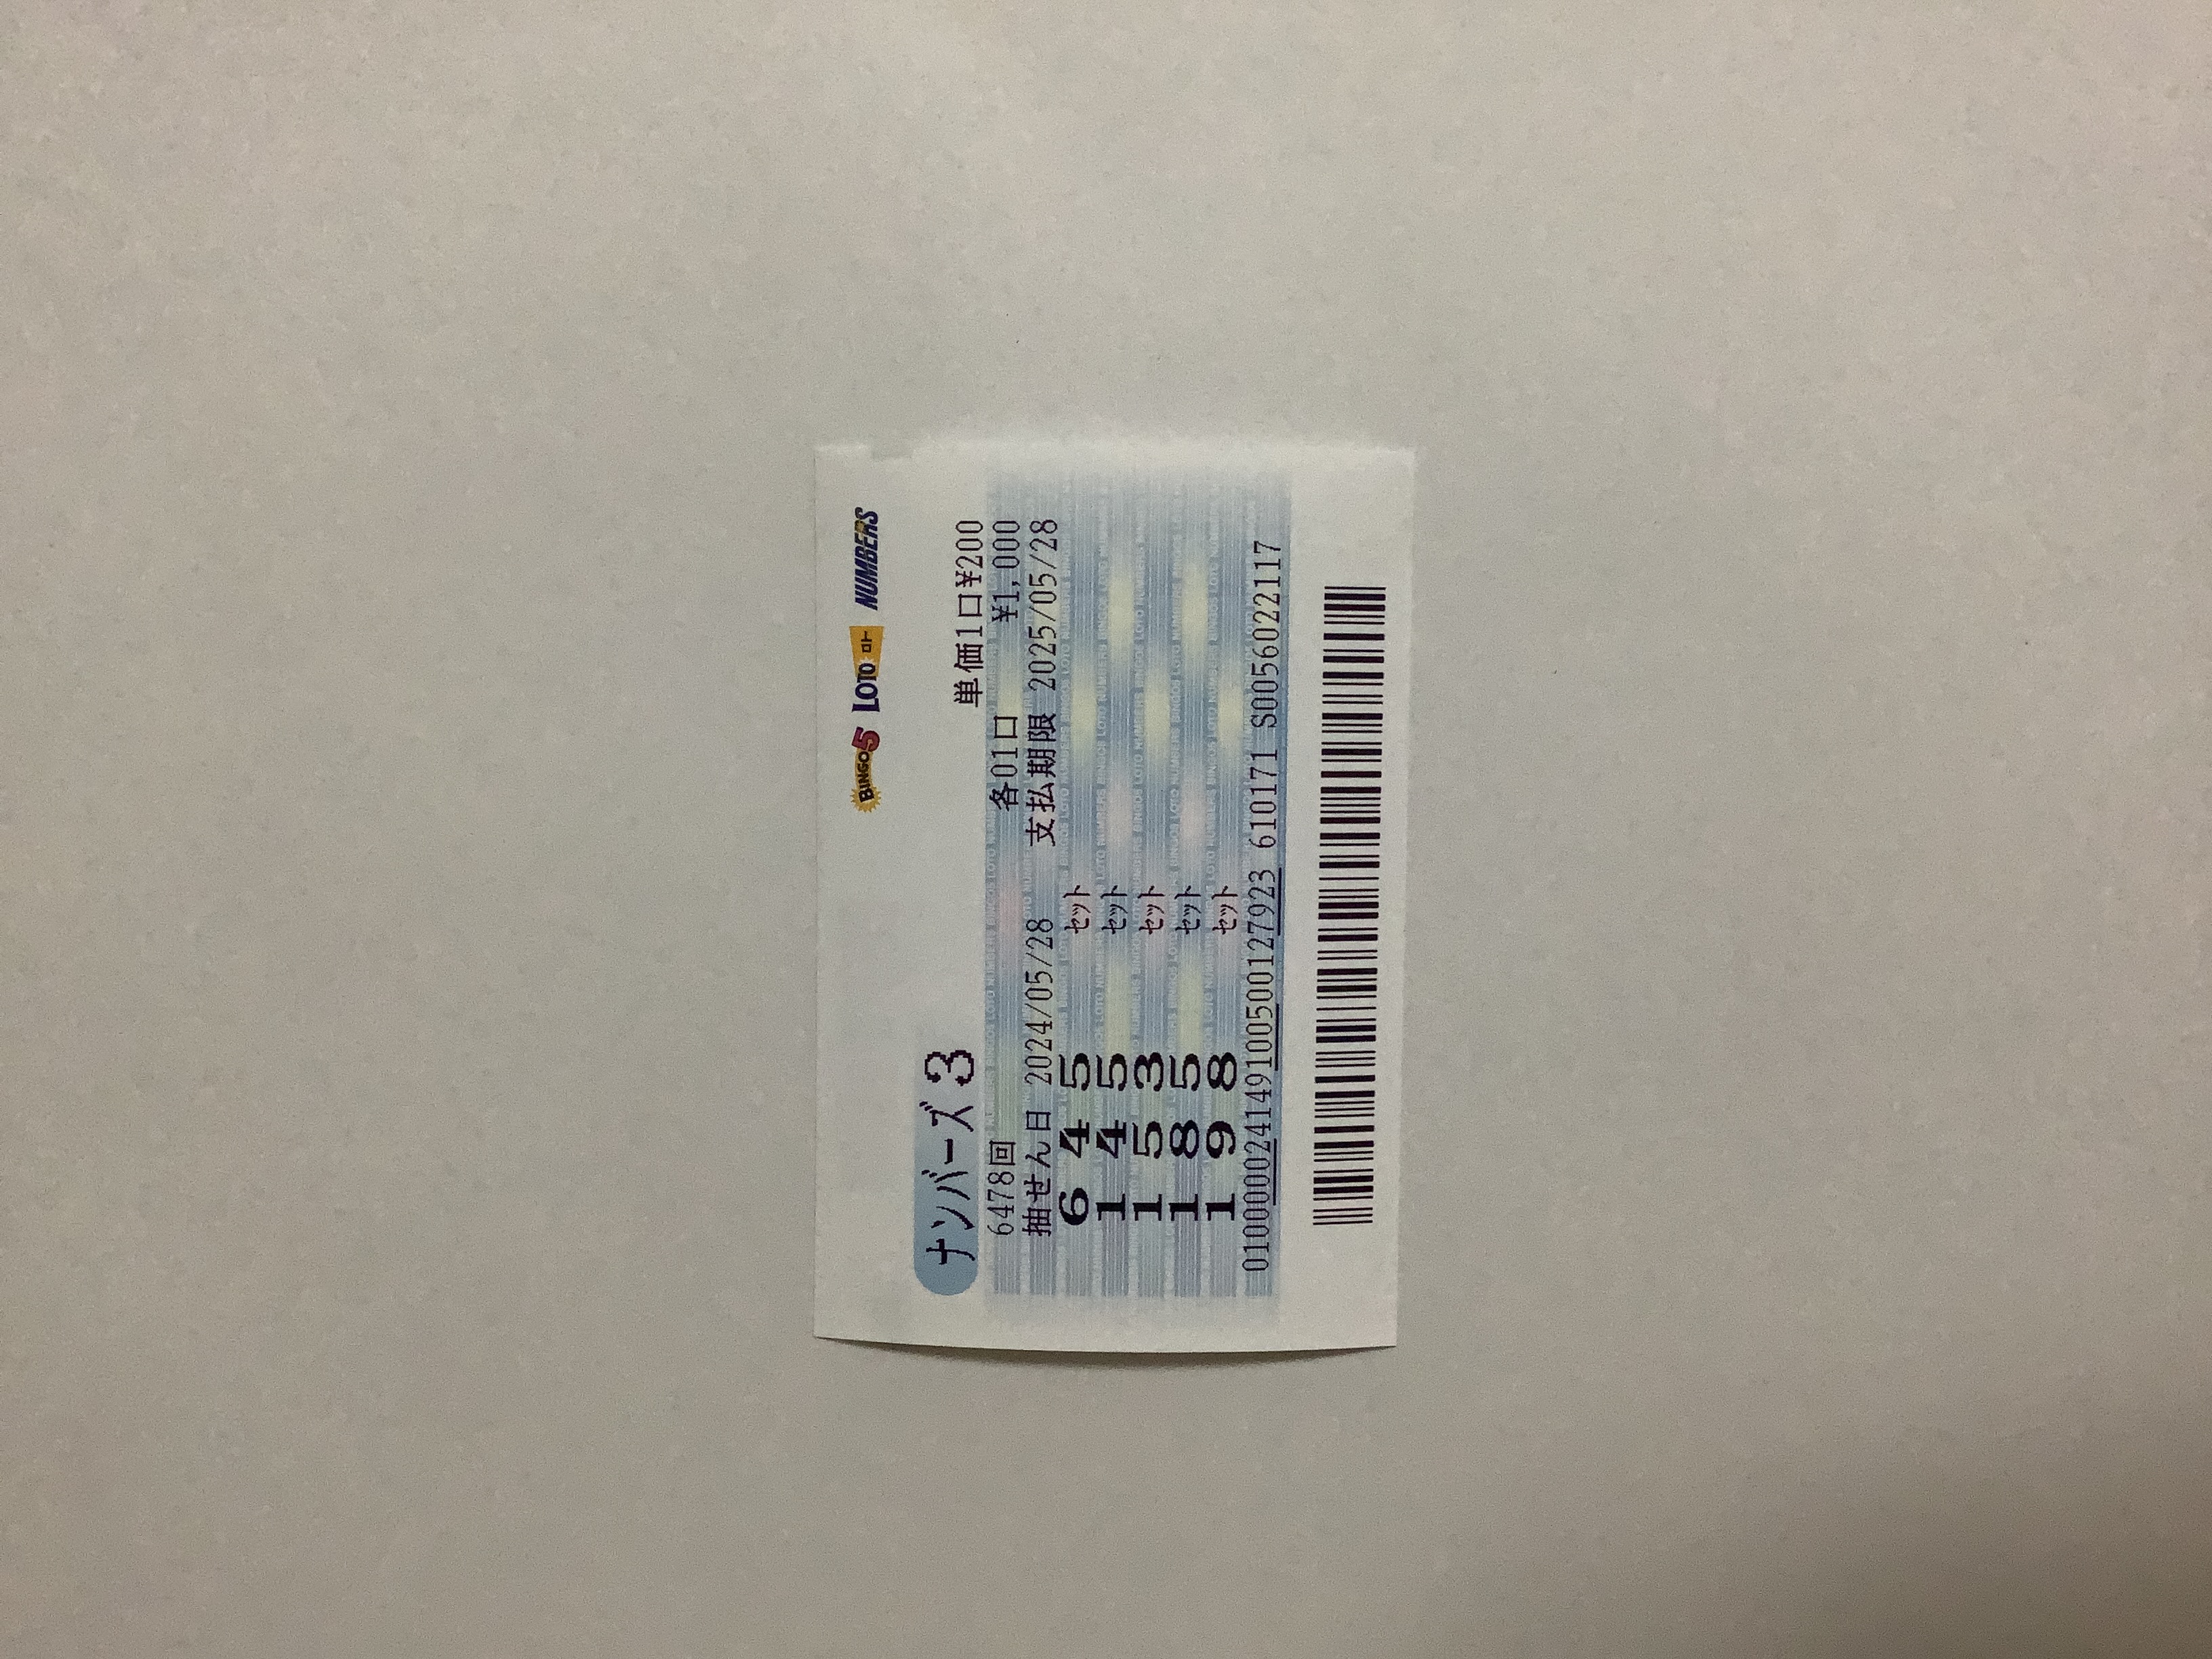 BINGO5 LOTO ロト NUMBERS
ナンバーズ3
単価1口¥200
6478回 各01口 ¥1,000
抽せん日 2024/05/28 支払期限 2025/05/28
6 4 5 セット
1 4 5 セット
1 5 3 セット
1 8 5 セット
1 9 8 セット
010000024149100500127923 610171 S0056022117